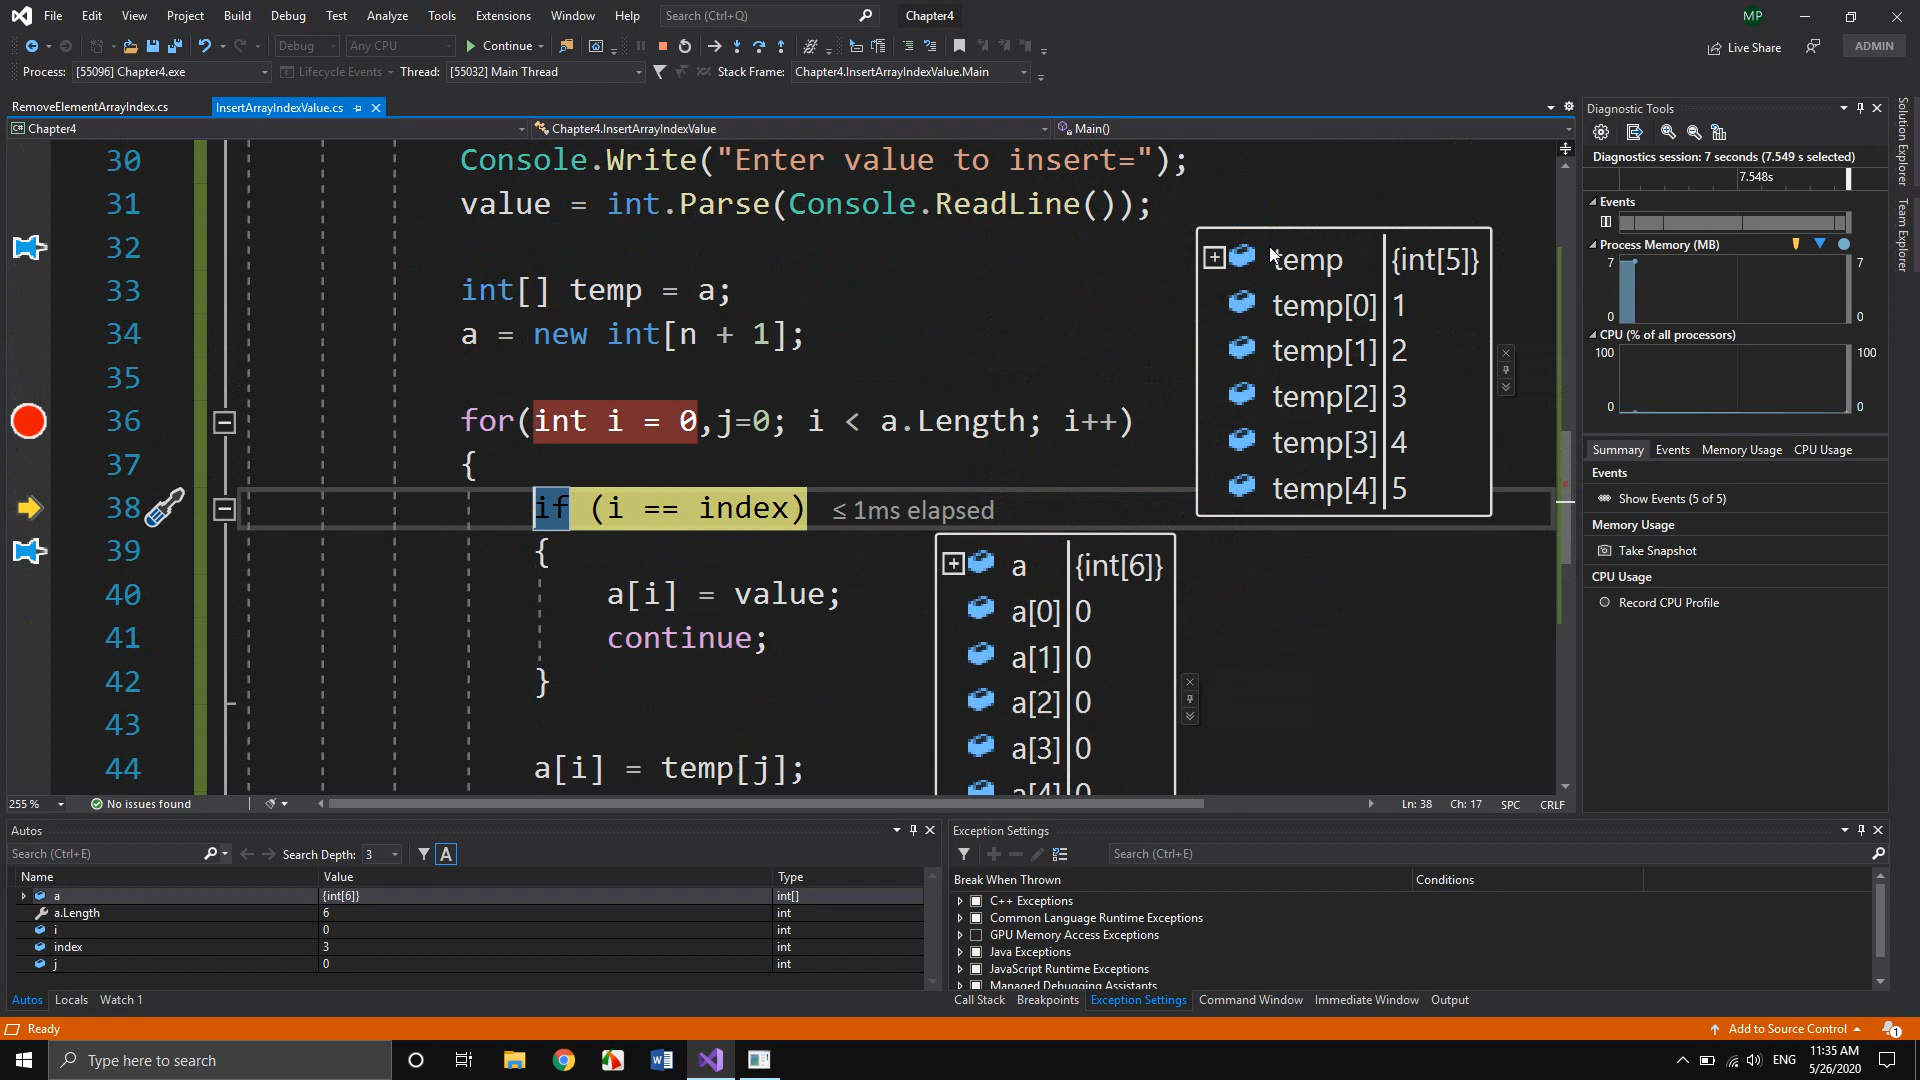 File Edit View Project Build Debug Test Analyze Tools Extensions Window Help Search (Ctrl+Q) Chapter4 MP
Debug Any CPU Continue Live Share ADMIN
Process: [55096] Chapter4.exe Lifecycle Events Thread: [55032] Main Thread Stack Frame: Chapter4.InsertArrayIndexValue.Main
RemoveElementArrayIndex.cs InsertArrayIndexValue.cs
Chapter4 Chapter4.InsertArrayIndexValue Main()
30 Console.Write("Enter value to insert=");
31 value = int.Parse(Console.ReadLine());
32
33 int[] temp = a;
34 a = new int[n + 1];
35
36 for(int i = 0,j=0; i < a.Length; i++)
37 {
38 if (i == index) ≤ 1ms elapsed
39 {
40 a[i] = value;
41 continue;
42 }
43
44 a[i] = temp[j];
temp {int[5]}
temp[0] 1
temp[1] 2
temp[2] 3
temp[3] 4
temp[4] 5
a {int[6]}
a[0] 0
a[1] 0
a[2] 0
a[3] 0
a[4] 0
255 % No issues found Ln: 38 Ch: 17 SPC CRLF
Diagnostic Tools
Diagnostics session: 7 seconds (7.549 s selected)
7.548s
Events
Process Memory (MB)
7 7
0 0
CPU (% of all processors)
100 100
0 0
Summary Events Memory Usage CPU Usage
Events
Show Events (5 of 5)
Memory Usage
Take Snapshot
CPU Usage
Record CPU Profile
Solution Explorer
Team Explorer
Autos
Search (Ctrl+E) Search Depth: 3 A
Name Value Type
a {int[6]} int[]
a.Length 6 int
i 0 int
index 3 int
j 0 int
Autos Locals Watch 1
Exception Settings
Search (Ctrl+E)
Break When Thrown Conditions
C++ Exceptions
Common Language Runtime Exceptions
GPU Memory Access Exceptions
Java Exceptions
JavaScript Runtime Exceptions
Managed Debugging Assistants
Call Stack Breakpoints Exception Settings Command Window Immediate Window Output
Ready Add to Source Control 1
Type here to search ENG 11:35 AM
5/26/2020